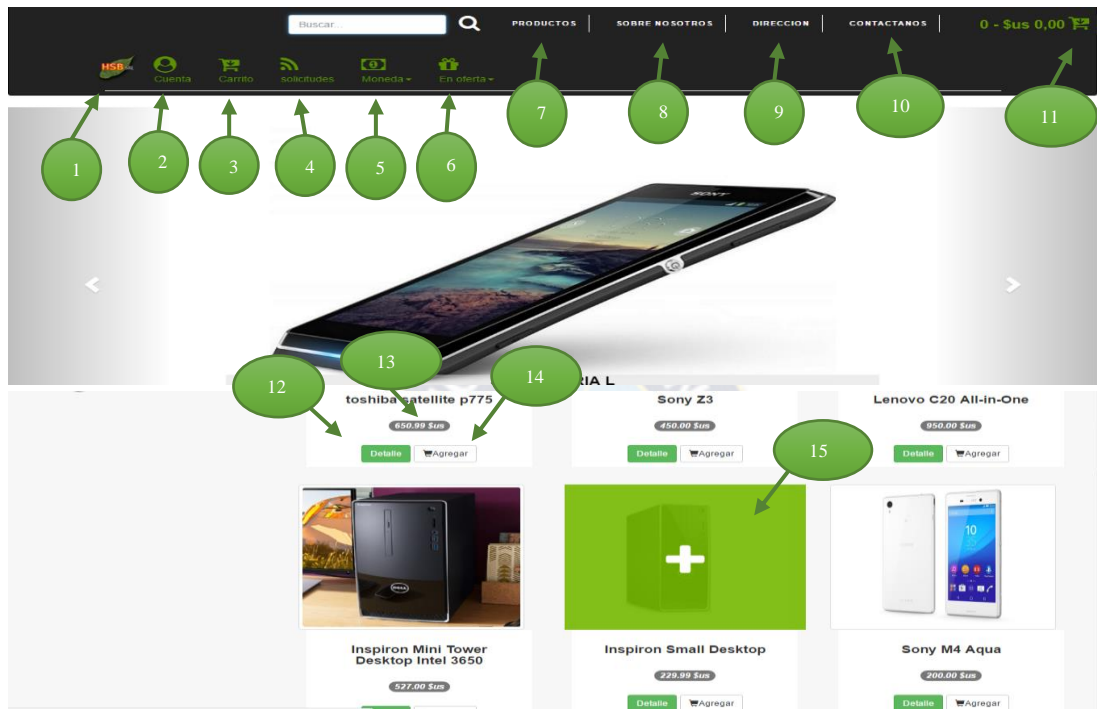 Buscar...
PRODUCTOS
SOBRE NOSOTROS
DIRECCION
CONTACTANOS
0 - $us 0,00
HSB
Cuenta
Carrito
solicitudes
Moneda
En oferta
1
2
3
4
5
6
7
8
9
10
11
SONY
RIA L
12
13
14
toshiba satellite p775
Sony Z3
Lenovo C20 All-in-One
650.99 $us
450.00 $us
950.00 $us
Detalle Agregar
Detalle Agregar
Detalle Agregar
15
DELL
10
Inspiron Mini Tower
Desktop Intel 3650
Inspiron Small Desktop
Sony M4 Aqua
527.00 $us
229.99 $us
200.00 $us
Detalle Agregar
Detalle Agregar